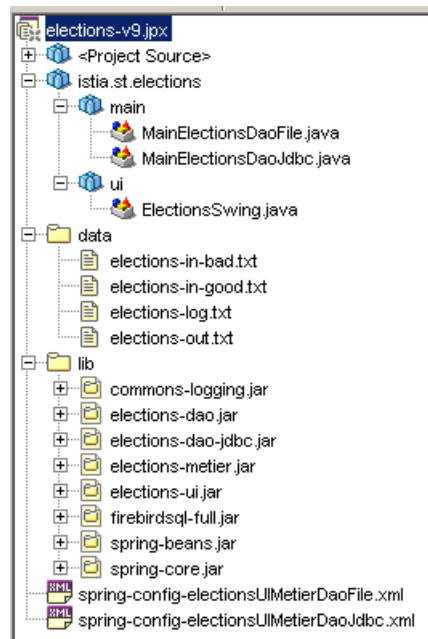 elections-v9.jpx
<Project Source>
istia.st.elections
main
MainElectionsDaoFile.java
MainElectionsDaoJdbc.java
ui
ElectionsSwing.java
data
elections-in-bad.txt
elections-in-good.txt
elections-log.txt
elections-out.txt
lib
commons-logging.jar
elections-dao.jar
elections-dao-jdbc.jar
elections-metier.jar
elections-ui.jar
firebirdsql-full.jar
spring-beans.jar
spring-core.jar
XML spring-config-electionsUIMetierDaoFile.xml
XML spring-config-electionsUIMetierDaoJdbc.xml